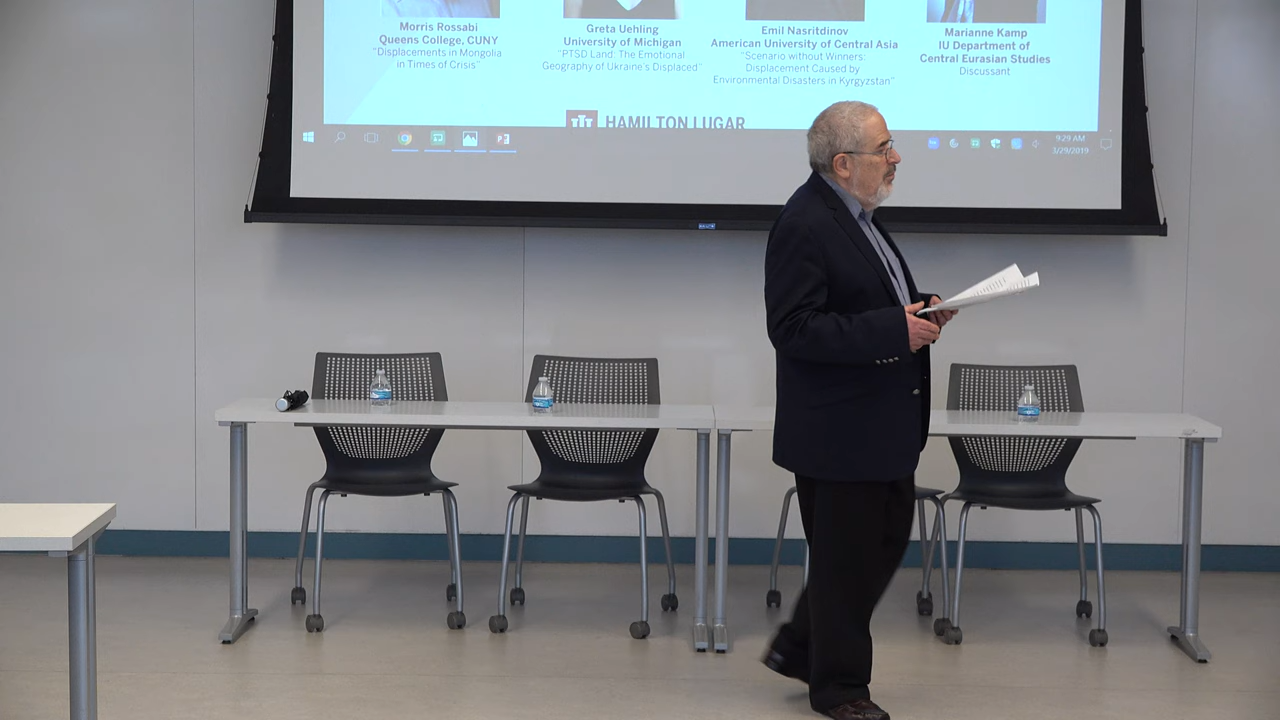 Morris Rossabi
Queens College, CUNY
"Displacements in Mongolia
in Times of Crisis"
Greta Uehling
University of Michigan
"PTSD Land: The Emotional
Geography of Ukraine's Displaced"
Emil Nasritdinov
American University of Central Asia
"Scenario without Winners:
Displacement Caused by
Environmental Disasters in Kyrgyzstan"
Marianne Kamp
IU Department of
Central Eurasian Studies
Discussant
HAMILTON LUGAR
9:29 AM
3/29/2019